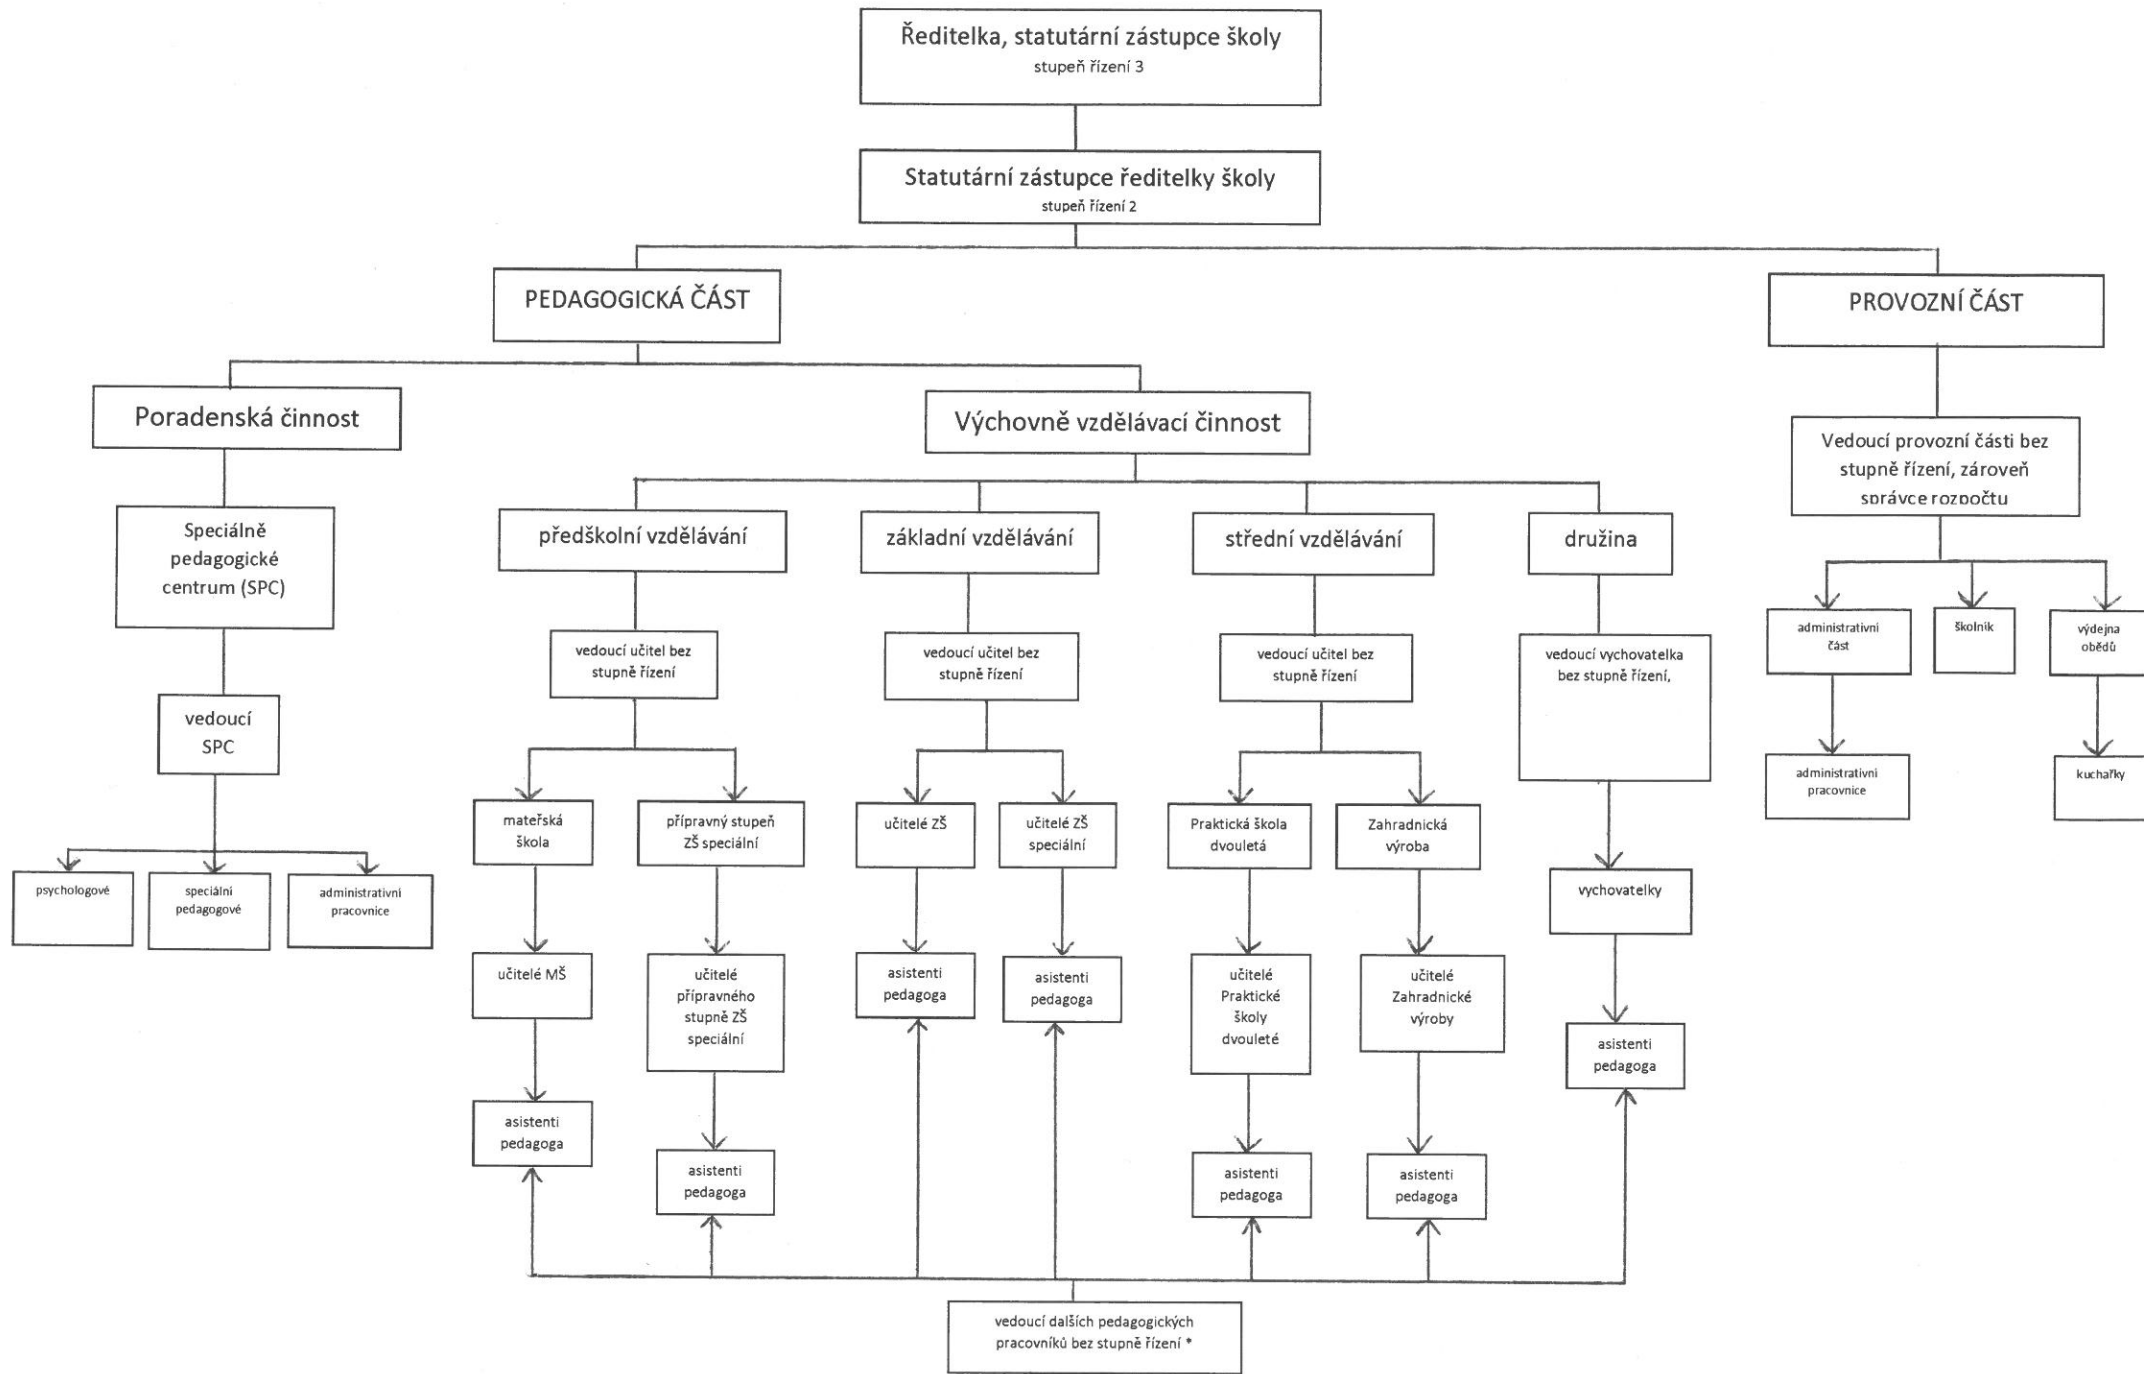 Ředitelka, statutární zástupce školy
stupeň řízení 3
Statutární zástupce ředitelky školy
stupeň řízení 2
PEDAGOGICKÁ ČÁST
PROVOZNÍ ČÁST
Poradenská činnost
Výchovně vzdělávací činnost
Vedoucí provozní části bez
stupně řízení, zároveň
správce rozpočtu
Speciálně
pedagogické
centrum (SPC)
předškolní vzdělávání
základní vzdělávání
střední vzdělávání
družina
vedoucí
SPC
vedoucí učitel bez
stupně řízení
vedoucí učitel bez
stupně řízení
vedoucí učitel bez
stupně řízení
vedoucí vychovatelka
bez stupně řízení,
administrativní
část
školník
výdejna
obědů
administrativní
pracovnice
kuchařky
mateřská
škola
přípravný stupeň
ZŠ speciální
učitelé ZŠ
učitelé ZŠ
speciální
Praktická škola
dvouletá
Zahradnická
výroba
psychologové
speciální
pedagogové
administrativní
pracovnice
vychovatelky
učitelé MŠ
učitelé
přípravného
stupně ZŠ
speciální
asistenti
pedagoga
asistenti
pedagoga
učitelé
Praktické
školy
dvouleté
učitelé
Zahradnické
výroby
asistenti
pedagoga
asistenti
pedagoga
asistenti
pedagoga
asistenti
pedagoga
asistenti
pedagoga
vedoucí dalších pedagogických
pracovníků bez stupně řízení *